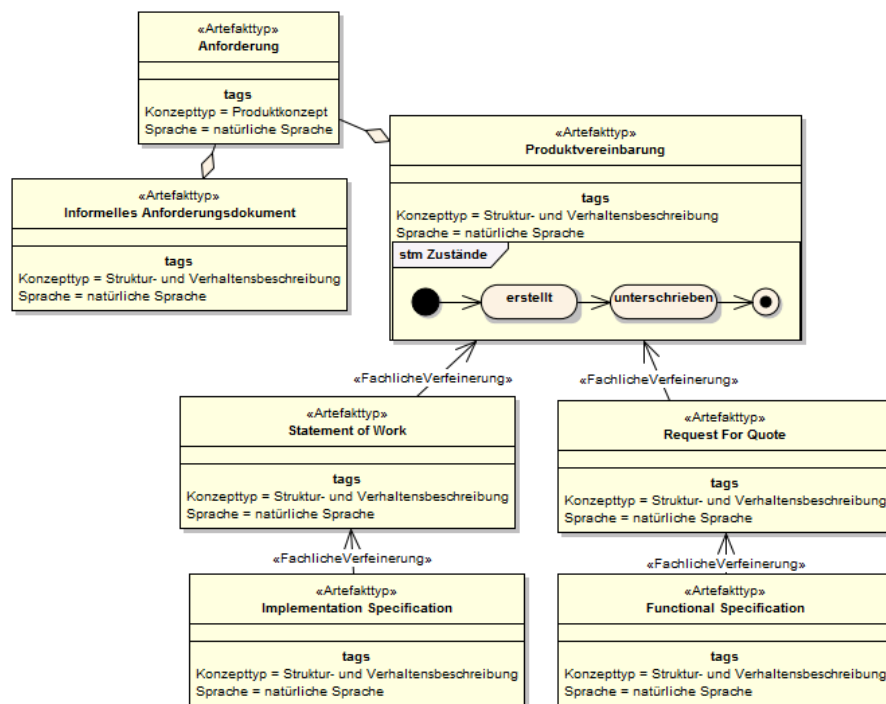 «Artefakttyp»
Anforderung
tags
Konzepttyp = Produktkonzept
Sprache = natürliche Sprache
«Artefakttyp»
Produktvereinbarung
tags
Konzepttyp = Struktur- und Verhaltensbeschreibung
Sprache = natürliche Sprache
stm Zustände
erstellt
unterschrieben
«Artefakttyp»
Informelles Anforderungsdokument
tags
Konzepttyp = Struktur- und Verhaltensbeschreibung
Sprache = natürliche Sprache
«FachlicheVerfeinerung»
«FachlicheVerfeinerung»
«Artefakttyp»
Statement of Work
tags
Konzepttyp = Struktur- und Verhaltensbeschreibung
Sprache = natürliche Sprache
«Artefakttyp»
Request For Quote
tags
Konzepttyp = Struktur- und Verhaltensbeschreibung
Sprache = natürliche Sprache
«FachlicheVerfeinerung»
«FachlicheVerfeinerung»
«Artefakttyp»
Implementation Specification
tags
Konzepttyp = Struktur- und Verhaltensbeschreibung
Sprache = natürliche Sprache
«Artefakttyp»
Functional Specification
tags
Konzepttyp = Struktur- und Verhaltensbeschreibung
Sprache = natürliche Sprache